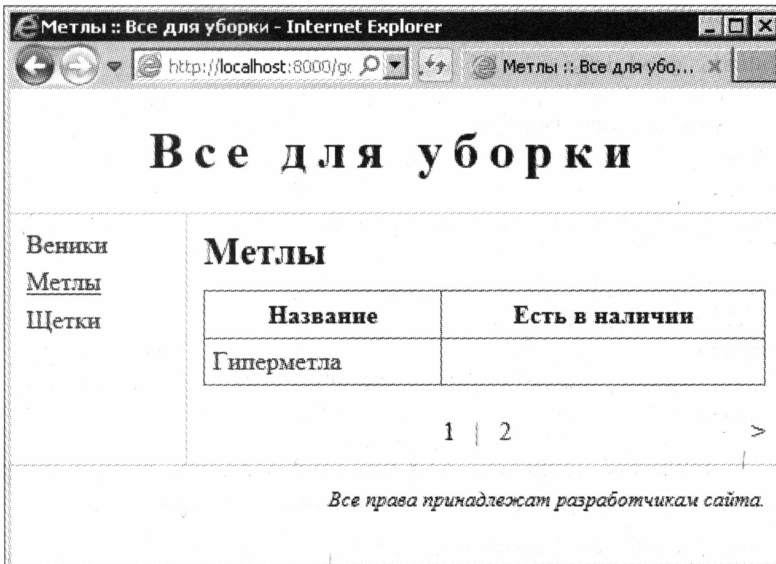 Метлы :: Все для уборки - Internet Explorer
http://localhost:8000/go
Метлы :: Все для убо...
Все для уборки
Веники
Метлы
Щетки
Метлы
Название Есть в наличии
Гиперметла
1 | 2 >
Все права принадлежат разработчикам сайта.